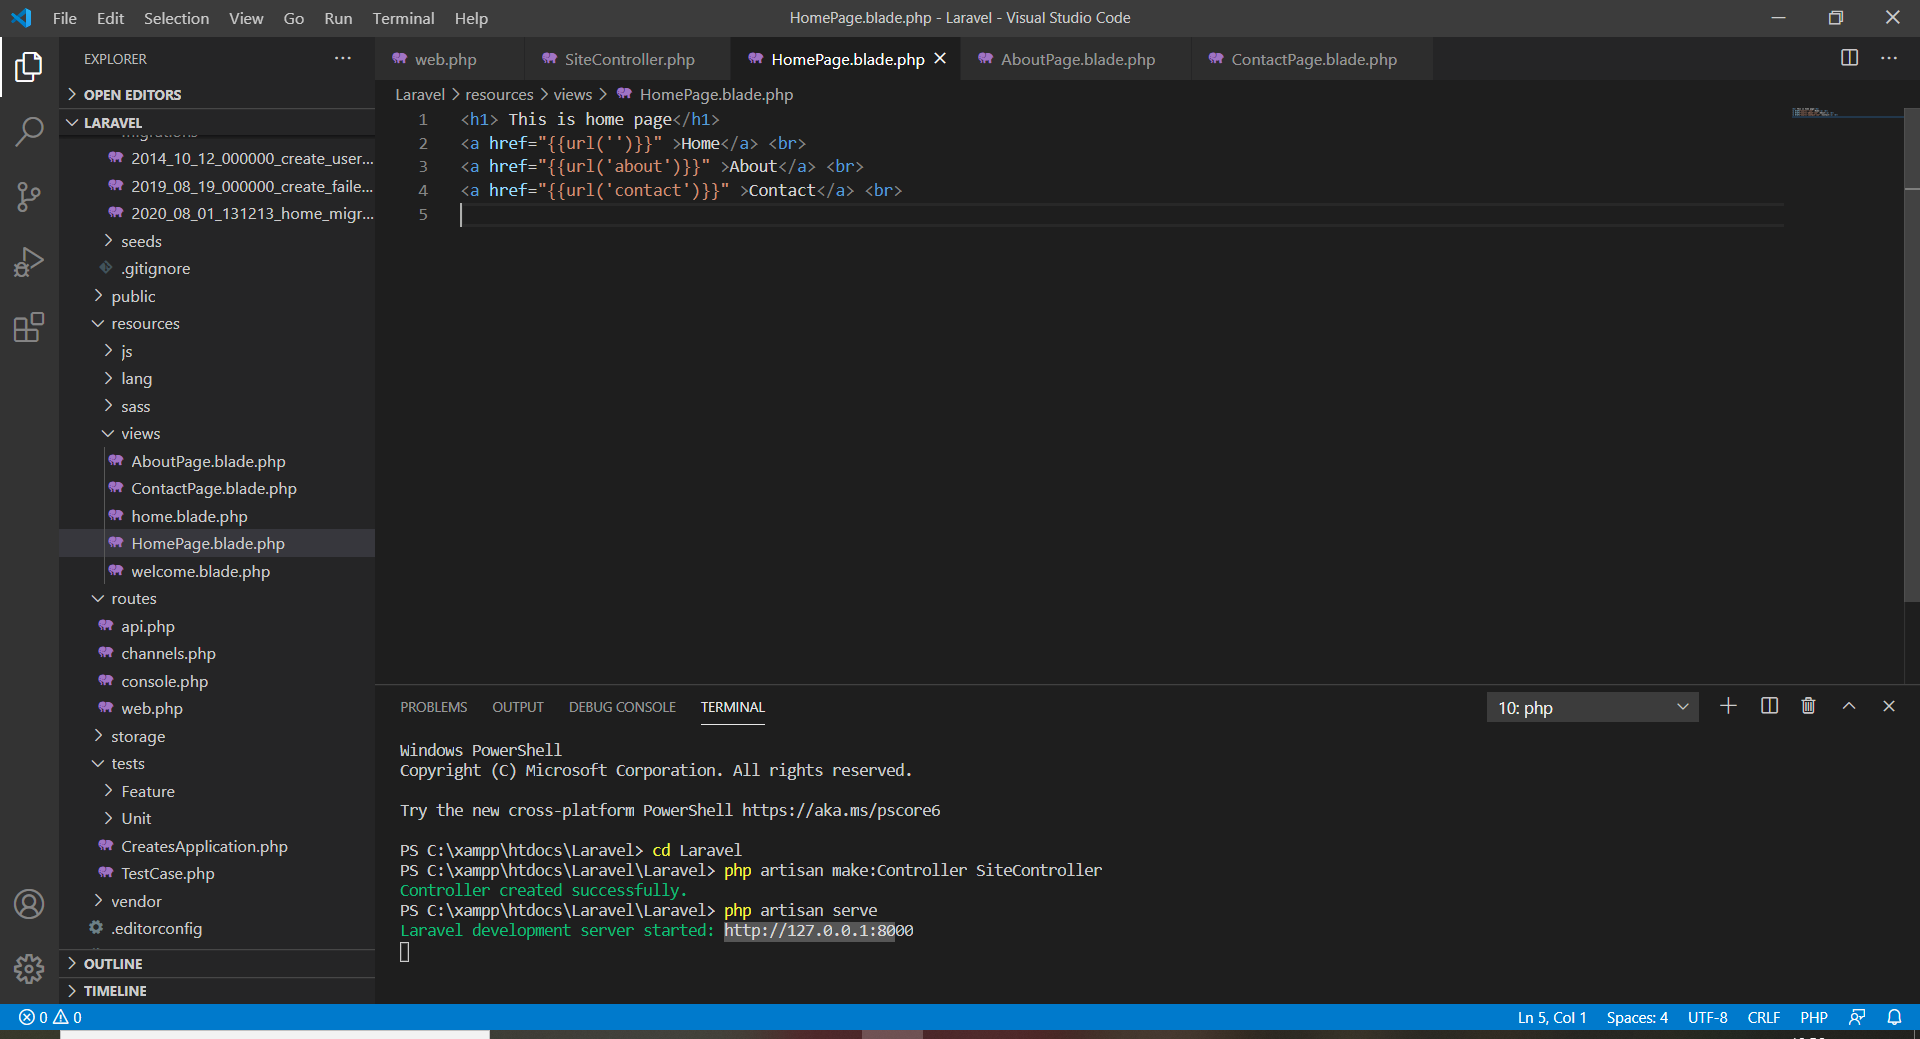 File Edit Selection View Go Run Terminal Help
HomePage.blade.php - Laravel - Visual Studio Code
EXPLORER
OPEN EDITORS
LARAVEL
migrations
2014_10_12_000000_create_user...
2019_08_19_000000_create_faile...
2020_08_01_131213_home_migr...
seeds
.gitignore
public
resources
js
lang
sass
views
AboutPage.blade.php
ContactPage.blade.php
home.blade.php
HomePage.blade.php
welcome.blade.php
routes
api.php
channels.php
console.php
web.php
storage
tests
Feature
Unit
CreatesApplication.php
TestCase.php
vendor
.editorconfig
OUTLINE
TIMELINE
web.php SiteController.php HomePage.blade.php AboutPage.blade.php ContactPage.blade.php
Laravel > resources > views > HomePage.blade.php
1 <h1> This is home page</h1>
2 <a href="{{url('')}}" >Home</a> <br>
3 <a href="{{url('about')}}" >About</a> <br>
4 <a href="{{url('contact')}}" >Contact</a> <br>
5
PROBLEMS OUTPUT DEBUG CONSOLE TERMINAL 10: php
Windows PowerShell
Copyright (C) Microsoft Corporation. All rights reserved.
Try the new cross-platform PowerShell https://aka.ms/pscore6
PS C:\xampp\htdocs\Laravel> cd Laravel
PS C:\xampp\htdocs\Laravel\Laravel> php artisan make:Controller SiteController
Controller created successfully.
PS C:\xampp\htdocs\Laravel\Laravel> php artisan serve
Laravel development server started: http://127.0.0.1:8000
0 0 Ln 5, Col 1 Spaces: 4 UTF-8 CRLF PHP